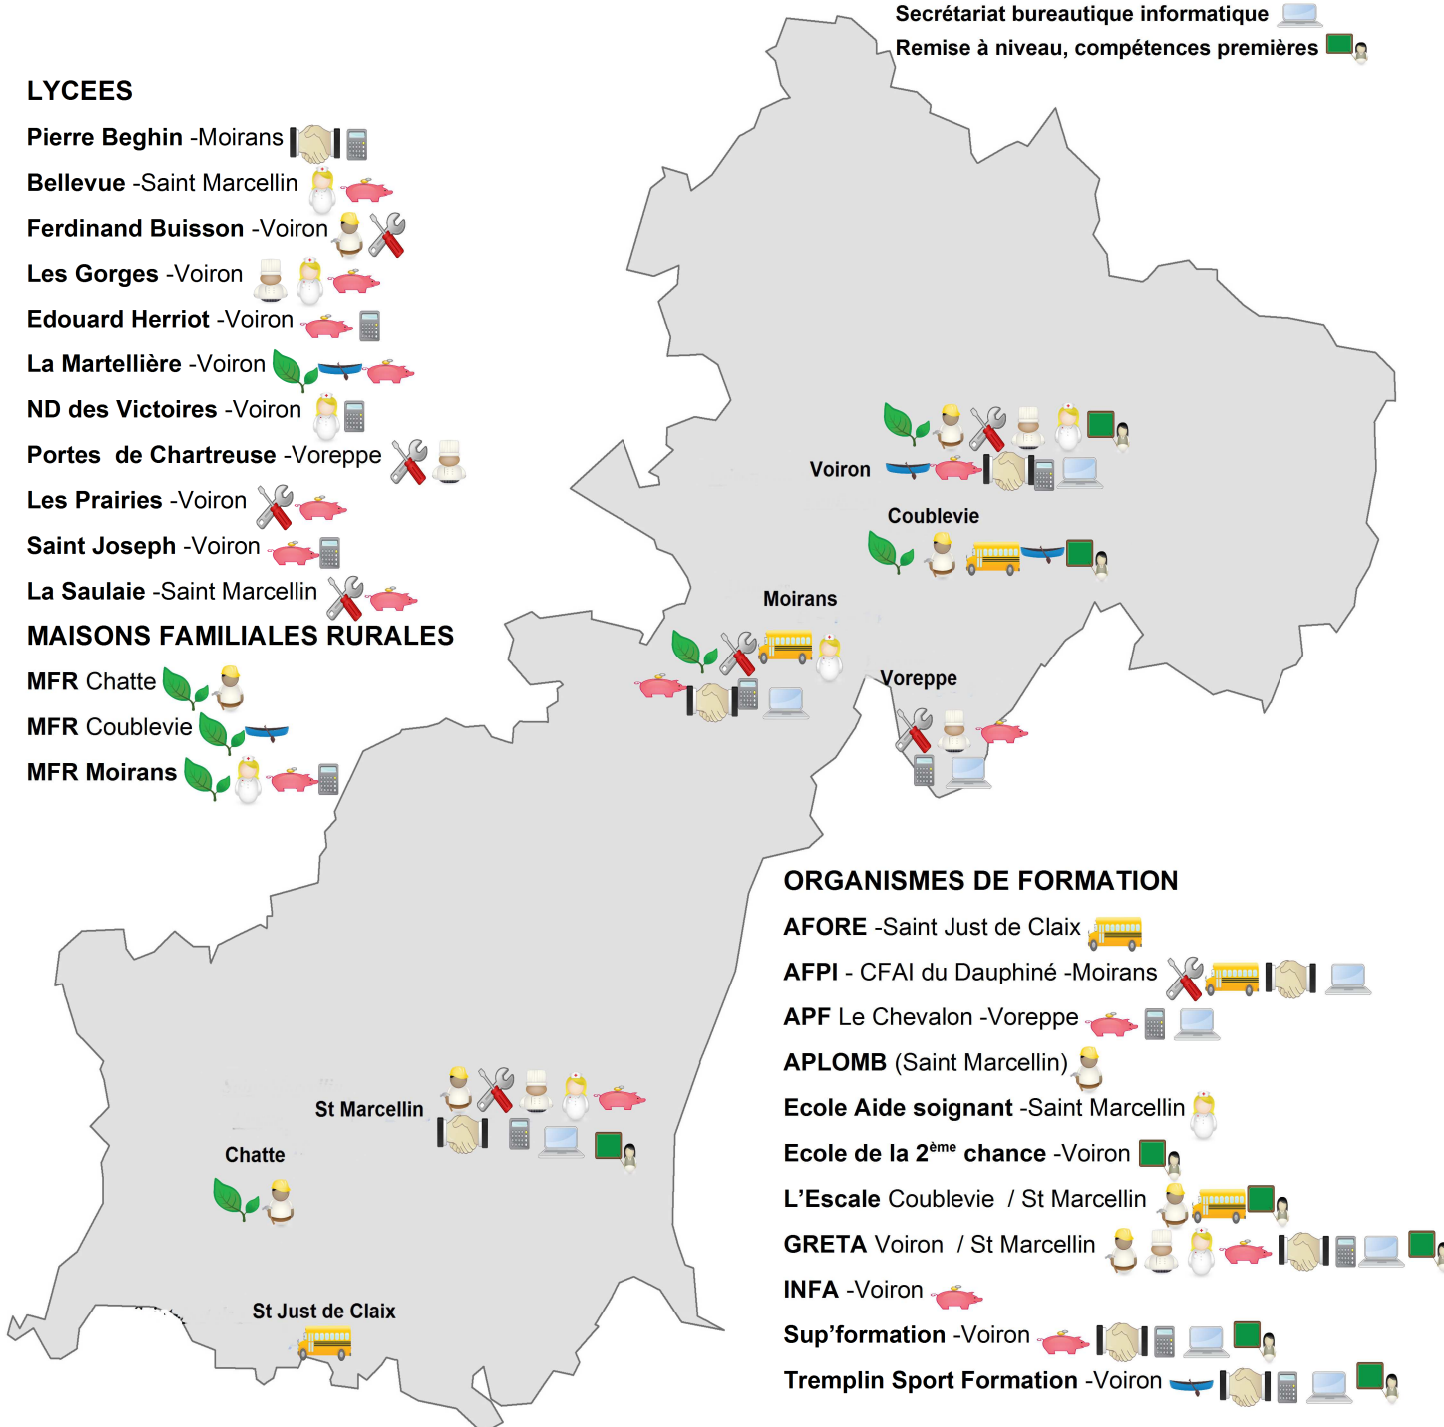 Secrétariat bureautique informatique
Remise à niveau, compétences premières
LYCEES
Pierre Beghin -Moirans
Bellevue -Saint Marcellin
Ferdinand Buisson -Voiron
Les Gorges -Voiron
Edouard Herriot -Voiron
La Martellière -Voiron
ND des Victoires -Voiron
Portes de Chartreuse -Voreppe
Les Prairies -Voiron
Saint Joseph -Voiron
La Saulaie -Saint Marcellin
MAISONS FAMILIALES RURALES
MFR Chatte
MFR Coublevie
MFR Moirans
Voiron
Coublevie
Moirans
Voreppe
St Marcellin
Chatte
St Just de Claix
ORGANISMES DE FORMATION
AFORE -Saint Just de Claix
AFPI - CFAI du Dauphiné -Moirans
APF Le Chevalon -Voreppe
APLOMB (Saint Marcellin)
Ecole Aide soignant -Saint Marcellin
Ecole de la 2ème chance -Voiron
L'Escale Coublevie / St Marcellin
GRETA Voiron / St Marcellin
INFA -Voiron
Sup'formation -Voiron
Tremplin Sport Formation -Voiron